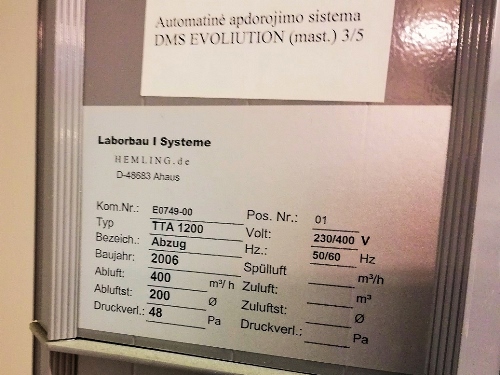 Automatinė apdorojimo sistema
DMS EVOLIUTION (mast.) 3/5
Laborbau I Systeme
HEMLING.de
D-48683 Ahaus
Kom.Nr.: E0749-00 Pos. Nr.: 01
Typ TTA 1200 Volt: 230/400 V
Bezeich.: Abzug Hz.: 50/60 Hz
Baujahr: 2006 Spülluft m³/h
Abluft: 400 m³/ h Zuluft: m³
Abluftst.: 200 Ø Zuluftst.: Ø
Druckverl.: 48 Pa Druckverl.: Pa